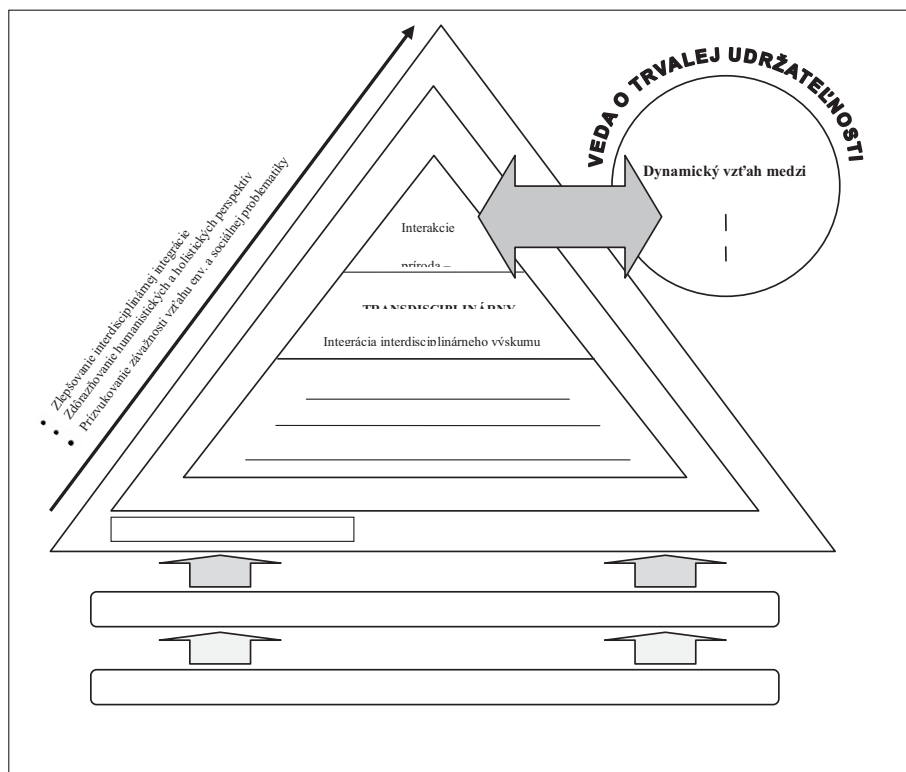 VEDA O TRVALEJ UDRŽATEĽNOSTI
Dynamický vzťah medzi
Zlepšovanie interdisciplinárnej integrácie
Zdôrazňovanie humanistických a holistických perspektív
Prízvukovanie závažnosti vzťahu env. a sociálnej problematiky
Interakcie
príroda –
TRANSDISCIPLINÁRNY
Integrácia interdisciplinárneho výskumu